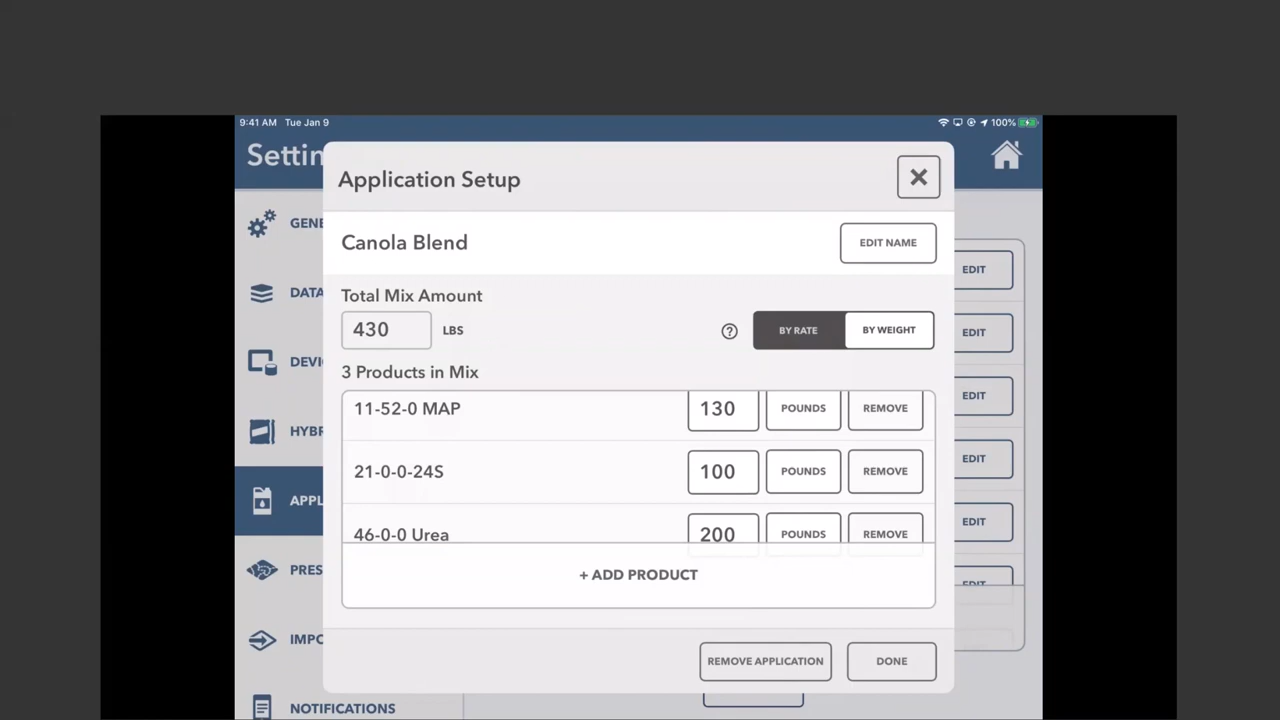 9:41 AM Tue Jan 9
100%
Settin
Application Setup
GENE
Canola Blend
EDIT NAME
EDIT
DATA
Total Mix Amount
430 LBS
BY RATE BY WEIGHT
EDIT
DEVI
3 Products in Mix
11-52-0 MAP 130 POUNDS REMOVE
EDIT
HYBR
21-0-0-24S 100 POUNDS REMOVE
EDIT
APPL
46-0-0 Urea 200 POUNDS REMOVE
EDIT
PRES
+ ADD PRODUCT
EDIT
IMPO
REMOVE APPLICATION DONE
NOTIFICATIONS